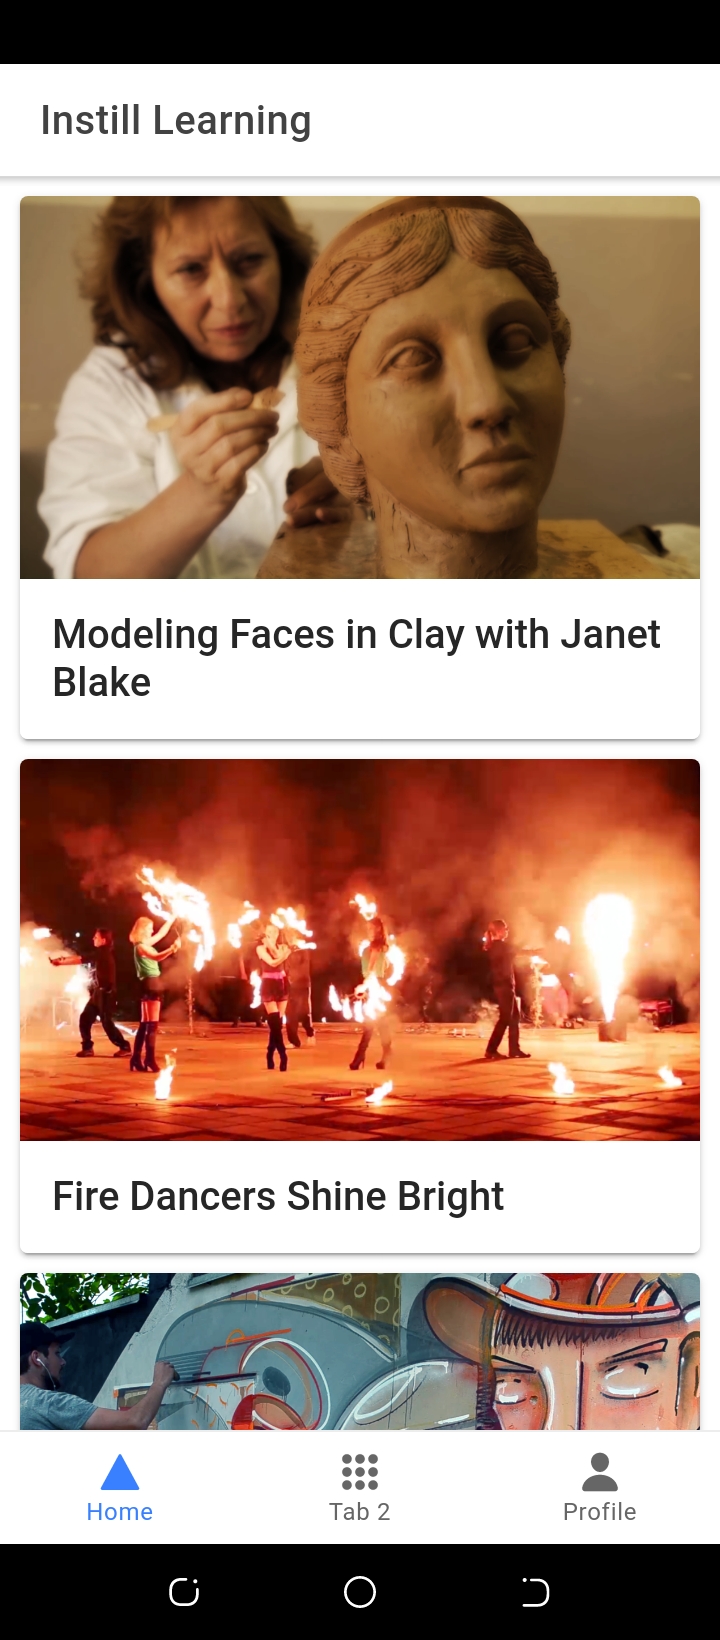 Instill Learning
Modeling Faces in Clay with Janet
Blake
Fire Dancers Shine Bright
Home
Tab 2
Profile